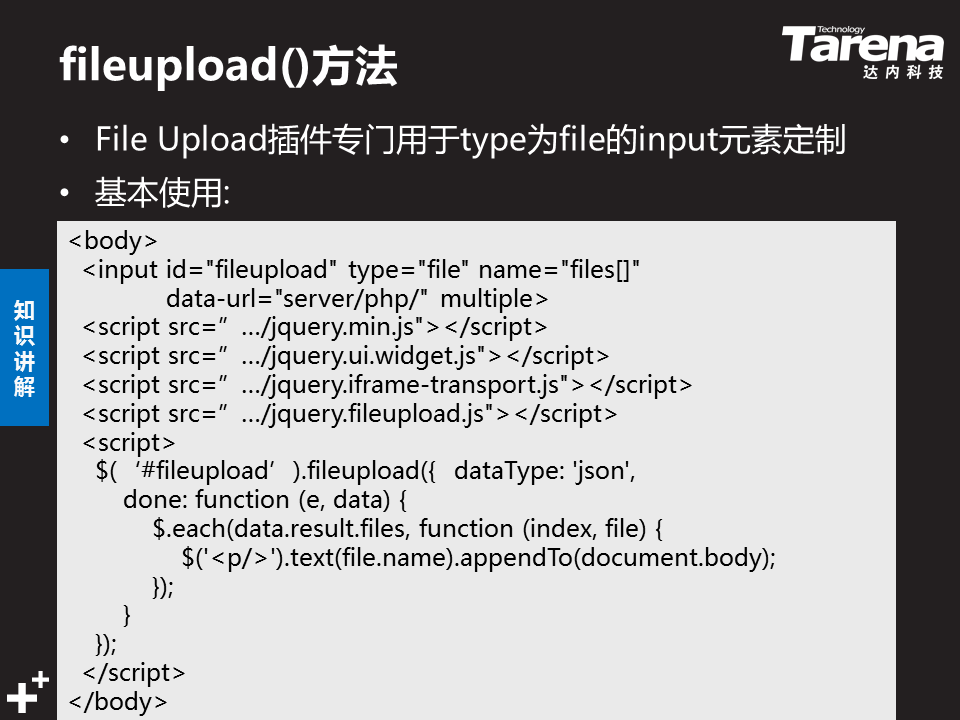 fileupload()方法
Technology
Tarena
达内科技
• File Upload插件专门用于type为file的input元素定制
• 基本使用:
知识讲解
<body>
  <input id="fileupload" type="file" name="files[]"
              data-url="server/php/" multiple>
  <script src=”…/jquery.min.js"></script>
  <script src=”…/jquery.ui.widget.js"></script>
  <script src=”…/jquery.iframe-transport.js"></script>
  <script src=”…/jquery.fileupload.js"></script>
  <script>
    $(‘#fileupload’).fileupload({  dataType: 'json',
        done: function (e, data) {
            $.each(data.result.files, function (index, file) {
                $('<p/>').text(file.name).appendTo(document.body);
            });
        }
    });
  </script>
</body>